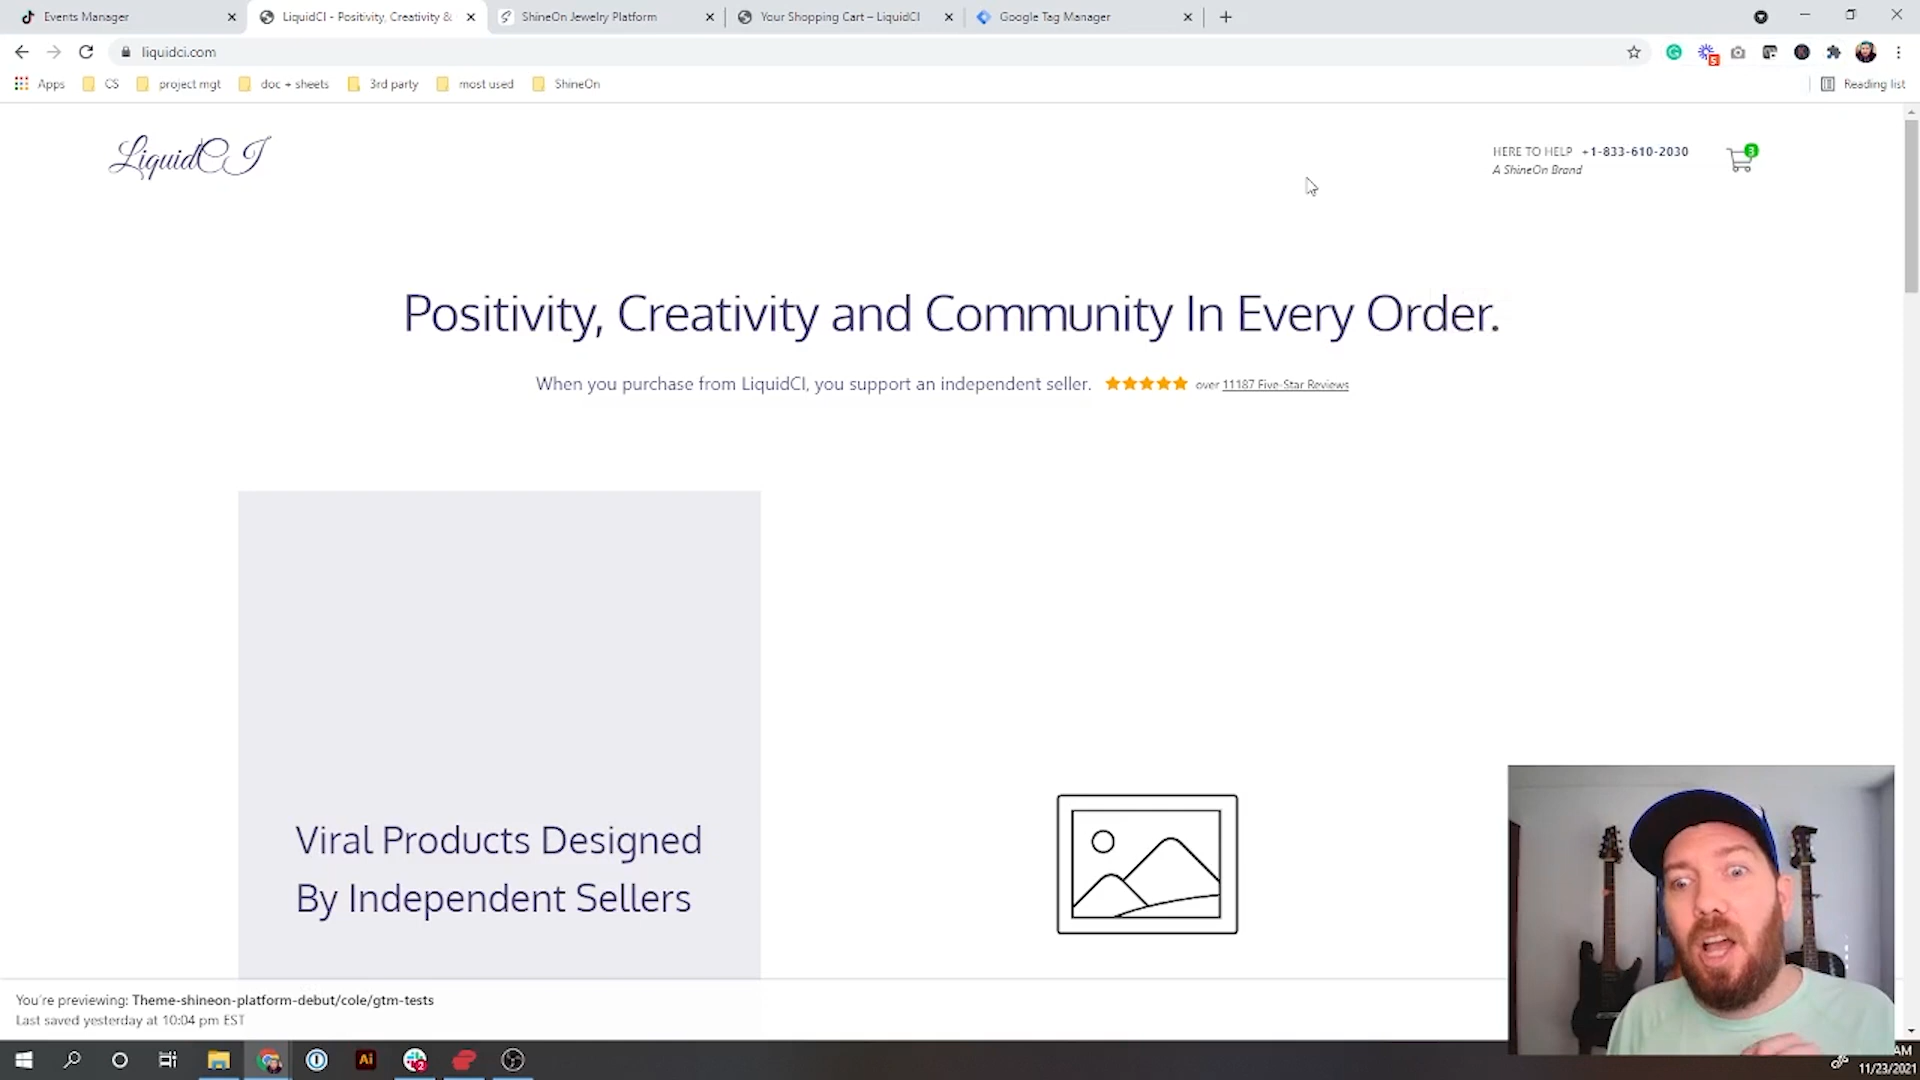 Events Manager
LiquidCI - Positivity, Creativity &
ShineOn Jewelry Platform
Your Shopping Cart – LiquidCI
Google Tag Manager
liquidci.com
5
Apps
CS
project mgt
doc + sheets
3rd party
most used
ShineOn
Reading list
LiquidCI
HERE TO HELP +1-833-610-2030
A ShineOn Brand
3
Positivity, Creativity and Community In Every Order.
When you purchase from LiquidCI, you support an independent seller. over 11187 Five-Star Reviews
Viral Products Designed
By Independent Sellers
You're previewing: Theme-shineon-platform-debut/cole/gtm-tests
Last saved yesterday at 10:04 pm EST
Ai
2
AM
11/23/2021